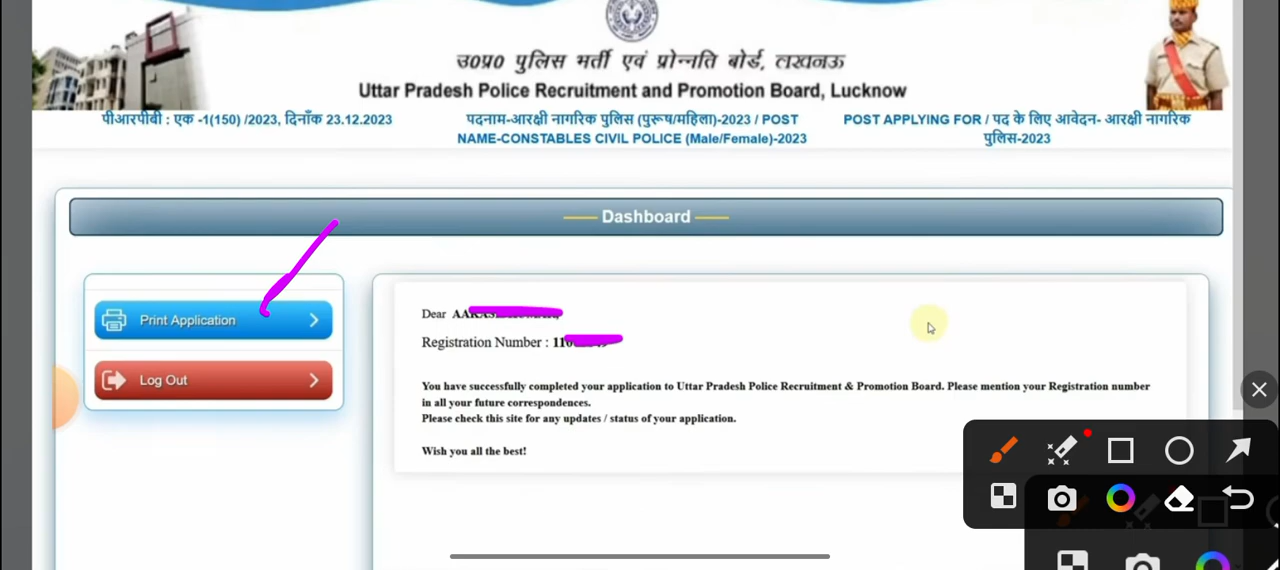 उ0प्र0 पुलिस भर्ती एवं प्रोन्नति बोर्ड, लखनऊ
Uttar Pradesh Police Recruitment and Promotion Board, Lucknow
पीआरपीबी : एक -1(150) /2023, दिनाँक 23.12.2023
पदनाम-आरक्षी नागरिक पुलिस (पुरूष/महिला)-2023 / POST
NAME-CONSTABLES CIVIL POLICE (Male/Female)-2023
POST APPLYING FOR / पद के लिए आवेदन- आरक्षी नागरिक
पुलिस-2023
Dashboard
Print Application
Log Out
Dear
Registration Number :
You have successfully completed your application to Uttar Pradesh Police Recruitment & Promotion Board. Please mention your Registration number
in all your future correspondences.
Please check this site for any updates / status of your application.
Wish you all the best!